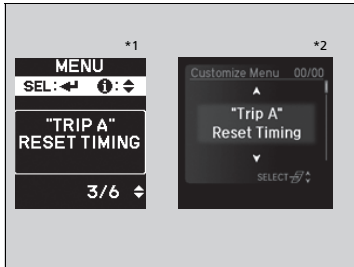 *1
MENU
SEL:↵ i:♦
"TRIP A"
RESET TIMING
3/6
*2
Customize Menu 00/00
"Trip A"
Reset Timing
SELECT